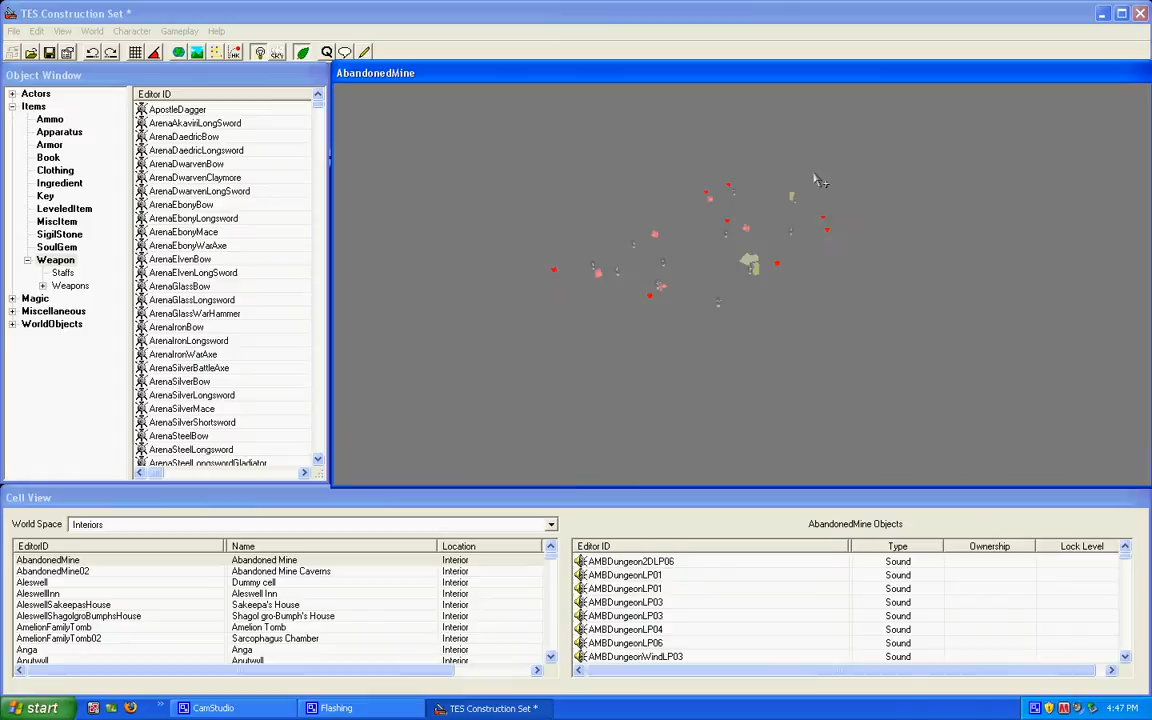 TES Construction Set *
File Edit View World Character Gameplay Help
Object Window
Actors
Items
Ammo
Apparatus
Armor
Book
Clothing
Ingredient
Key
LeveledItem
MiscItem
SigilStone
SoulGem
Weapon
Staffs
Weapons
Magic
Miscellaneous
WorldObjects
Editor ID
ApostleDagger
ArenaAkaviriLongSword
ArenaDaedricBow
ArenaDaedricLongsword
ArenaDwarvenBow
ArenaDwarvenClaymore
ArenaDwarvenLongSword
ArenaEbonyBow
ArenaEbonyLongsword
ArenaEbonyMace
ArenaEbonyWarAxe
ArenaElvenBow
ArenaElvenLongSword
ArenaGlassBow
ArenaGlassLongsword
ArenaGlassWarHammer
ArenaIronBow
ArenaIronLongsword
ArenaIronWarAxe
ArenaSilverBattleAxe
ArenaSilverBow
ArenaSilverLongsword
ArenaSilverMace
ArenaSilverShortsword
ArenaSteelBow
ArenaSteelLongsword
ArenaSteelLongswordGladiator
AbandonedMine
Cell View
World Space Interiors
EditorID Name Location
AbandonedMine Abandoned Mine Interior
AbandonedMine02 Abandoned Mine Caverns Interior
Aleswell Dummy cell Interior
AleswellInn Aleswell Inn Interior
AleswellSakeepasHouse Sakeepa's House Interior
AleswellShagolgroBumphsHouse Shagol gro-Bumph's House Interior
AmelionFamilyTomb Amelion Tomb Interior
AmelionFamilyTomb02 Sarcophagus Chamber Interior
Anga Anga Interior
Anutwyll Anutwyll Interior
AbandonedMine Objects
Editor ID Type Ownership Lock Level
AMBDungeon2DLP06 Sound
AMBDungeonLP01 Sound
AMBDungeonLP01 Sound
AMBDungeonLP03 Sound
AMBDungeonLP03 Sound
AMBDungeonLP04 Sound
AMBDungeonLP06 Sound
AMBDungeonWindLP03 Sound
start CamStudio Flashing TES Construction Set * 4:47 PM